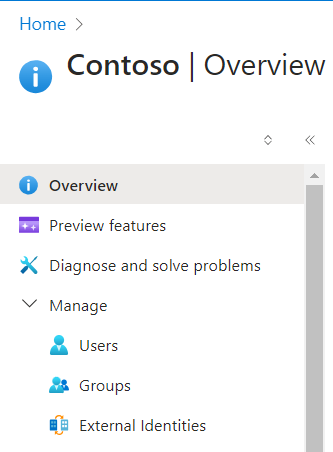 Home
Contoso | Overview
Overview
Preview features
Diagnose and solve problems
Manage
Users
Groups
External Identities